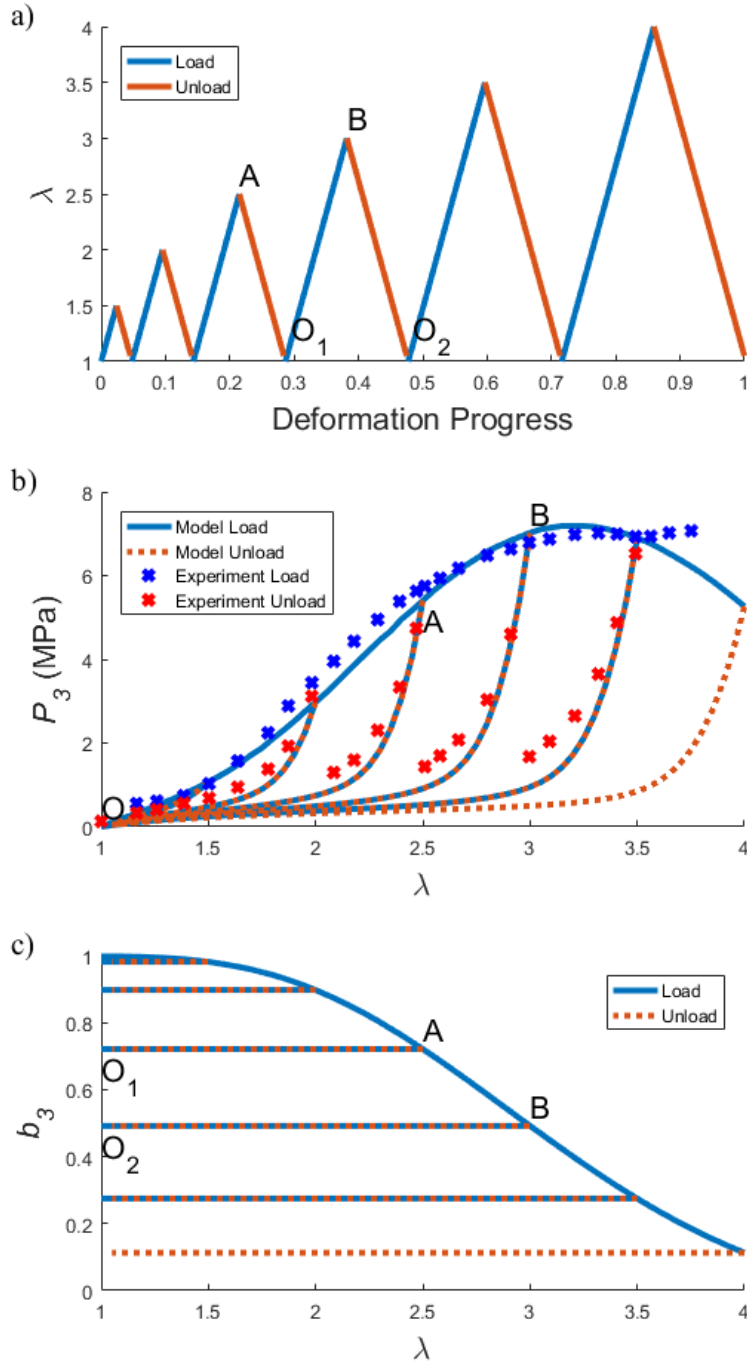 a)
4
Load
Unload
3.5
B
3
A
2.5
λ
2
1.5
O1
O2
1
0 0.1 0.2 0.3 0.4 0.5 0.6 0.7 0.8 0.9 1
Deformation Progress
b)
8
Model Load
Model Unload
Experiment Load
Experiment Unload
B
6
A
P3 (MPa)
4
2
O
0
1 1.5 2 2.5 3 3.5 4
λ
c)
1
Load
Unload
0.8
A
O1
0.6
b3
B
O2
0.4
0.2
0
1 1.5 2 2.5 3 3.5 4
λ